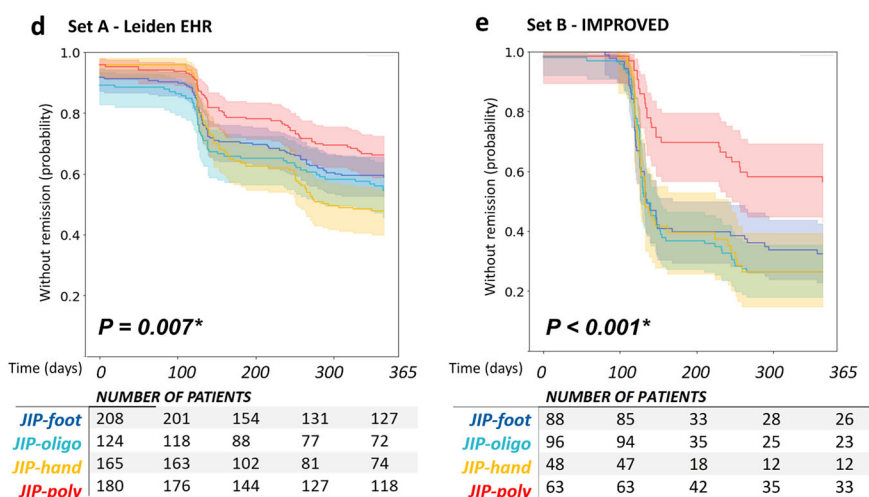 d Set A - Leiden EHR
1.0
0.8
0.6
0.4
0.2
Without remission (probability)
P = 0.007*
Time (days) 0 100 200 300 365
NUMBER OF PATIENTS
JIP-foot 208 201 154 131 127
JIP-oligo 124 118 88 77 72
JIP-hand 165 163 102 81 74
JIP-poly 180 176 144 127 118
e Set B - IMPROVED
1.0
0.8
0.6
0.4
0.2
Without remission (probability)
P < 0.001*
Time (days) 0 100 200 300 365
NUMBER OF PATIENTS
JIP-foot 88 85 33 28 26
JIP-oligo 96 94 35 25 23
JIP-hand 48 47 18 12 12
JIP-poly 63 63 42 35 33